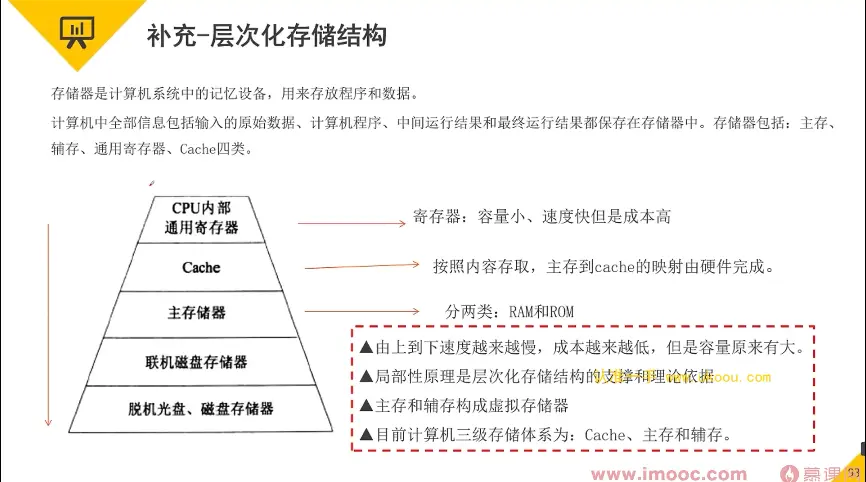 补充-层次化存储结构
存储器是计算机系统中的记忆设备，用来存放程序和数据。
计算机中全部信息包括输入的原始数据、计算机程序、中间运行结果和最终运行结果都保存在存储器中。存储器包括：主存、
辅存、通用寄存器、Cache四类。
CPU内部
通用寄存器
寄存器：容量小、速度快但是成本高
Cache
按照内容存取，主存到cache的映射由硬件完成。
主存储器
分两类：RAM和ROM
联机磁盘存储器
脱机光盘、磁盘存储器
▲由上到下速度越来越慢，成本越来越低，但是容量原来有大。
▲局部性原理是层次化存储结构的支撑和理论依据
▲主存和辅存构成虚拟存储器
▲目前计算机三级存储体系为：Cache、主存和辅存。
www.imooc.com
慕课